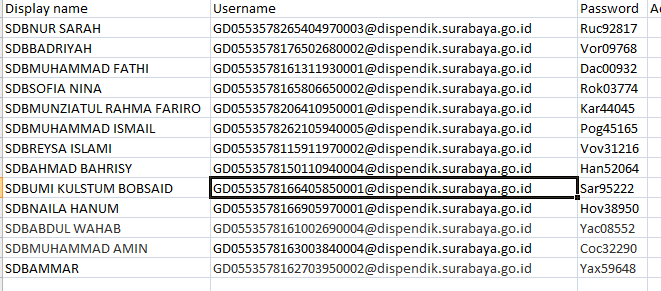 Display name Username Password A
SDBNUR SARAH GD0553578265404970003@dispendik.surabaya.go.id Ruc92817
SDBBADRIYAH GD0553578176502680002@dispendik.surabaya.go.id Vor09768
SDBMUHAMMAD FATHI GD0553578161311930001@dispendik.surabaya.go.id Dac00932
SDBSOFIA NINA GD0553578165806650002@dispendik.surabaya.go.id Rok03774
SDBMUNZIATUL RAHMA FARIRO GD0553578206410950001@dispendik.surabaya.go.id Kar44045
SDBMUHAMMAD ISMAIL GD0553578262105940005@dispendik.surabaya.go.id Pog45165
SDBREYSA ISLAMI GD0553578115911970002@dispendik.surabaya.go.id Vov31216
SDBAHMAD BAHRISY GD0553578150110940004@dispendik.surabaya.go.id Han52064
SDBUMI KULSTUM BOBSAID GD0553578166405850001@dispendik.surabaya.go.id Sar95222
SDBNAILA HANUM GD0553578166905970001@dispendik.surabaya.go.id Hov38950
SDBABDUL WAHAB GD0553578161002690004@dispendik.surabaya.go.id Yac08552
SDBMUHAMMAD AMIN GD0553578163003840004@dispendik.surabaya.go.id Coc32290
SDBAMMAR GD0553578162703950002@dispendik.surabaya.go.id Yax59648